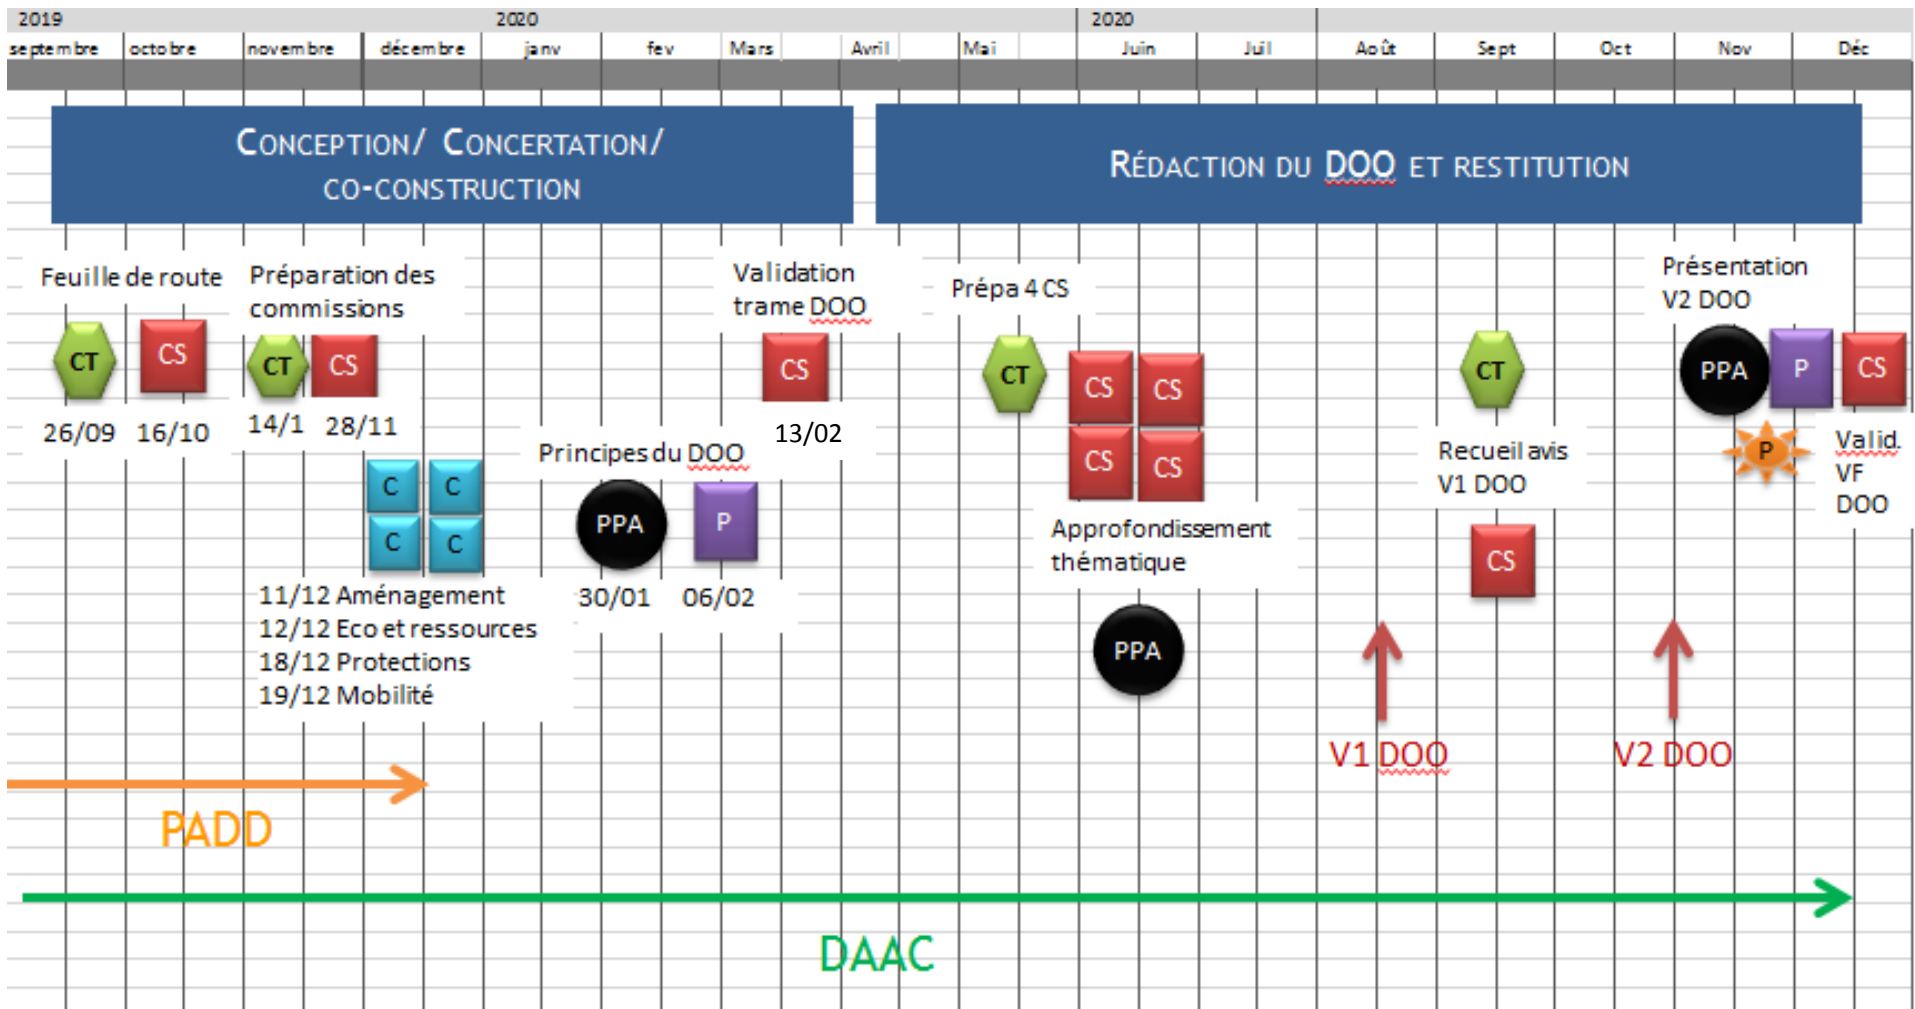 2019 2020 2020
septembre octobre novembre décembre janv fev Mars Avril Mai Juin Juil Août Sept Oct Nov Déc
CONCEPTION/ CONCERTATION/
CO-CONSTRUCTION
RÉDACTION DU DOO ET RESTITUTION
Feuille de route
CT
CS
26/09
16/10
Préparation des
commissions
CT
CS
14/1
28/11
C
C
C
C
11/12 Aménagement
12/12 Eco et ressources
18/12 Protections
19/12 Mobilité
Principes du DOO
PPA
P
30/01
06/02
Validation
trame DOO
CS
13/02
Prépa 4 CS
CT
CS
CS
CS
CS
Approfondissement
thématique
PPA
CT
Recueil avis
V1 DOO
CS
Présentation
V2 DOO
PPA
P
CS
P
Valid.
VF
DOO
V1 DOO
V2 DOO
PADD
DAAC